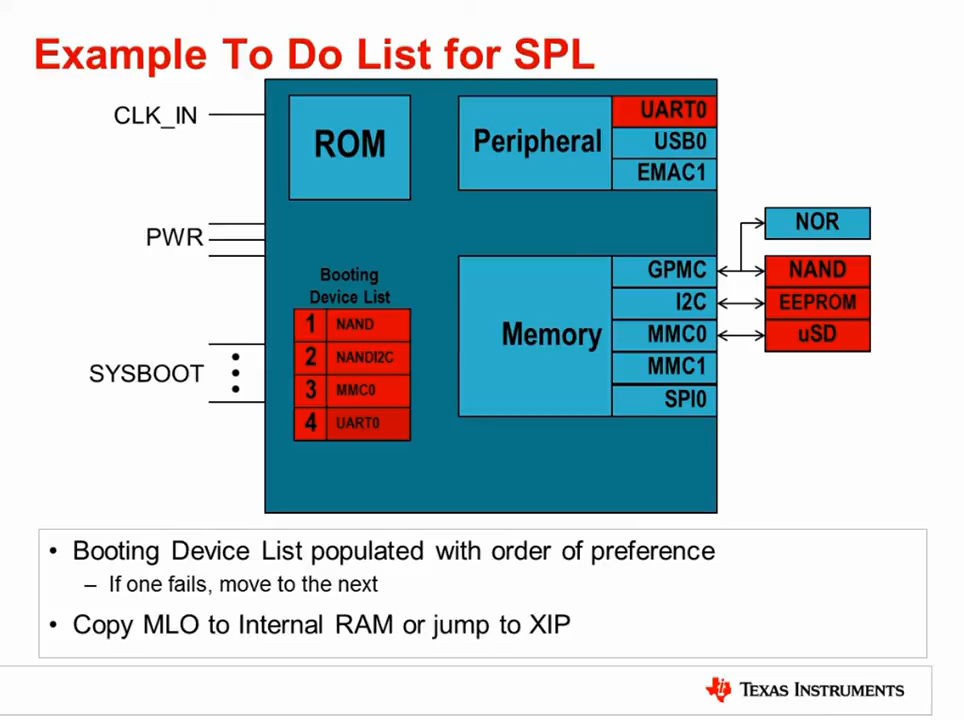 Example To Do List for SPL
CLK_IN
ROM
Peripheral
UART0
USB0
EMAC1
PWR
NOR
Booting
Device List
1 NAND
2 NANDI2C
3 MMC0
4 UART0
SYSBOOT
Memory
GPMC
I2C
MMC0
MMC1
SPI0
NAND
EEPROM
uSD
• Booting Device List populated with order of preference
– If one fails, move to the next
• Copy MLO to Internal RAM or jump to XIP
TEXAS INSTRUMENTS